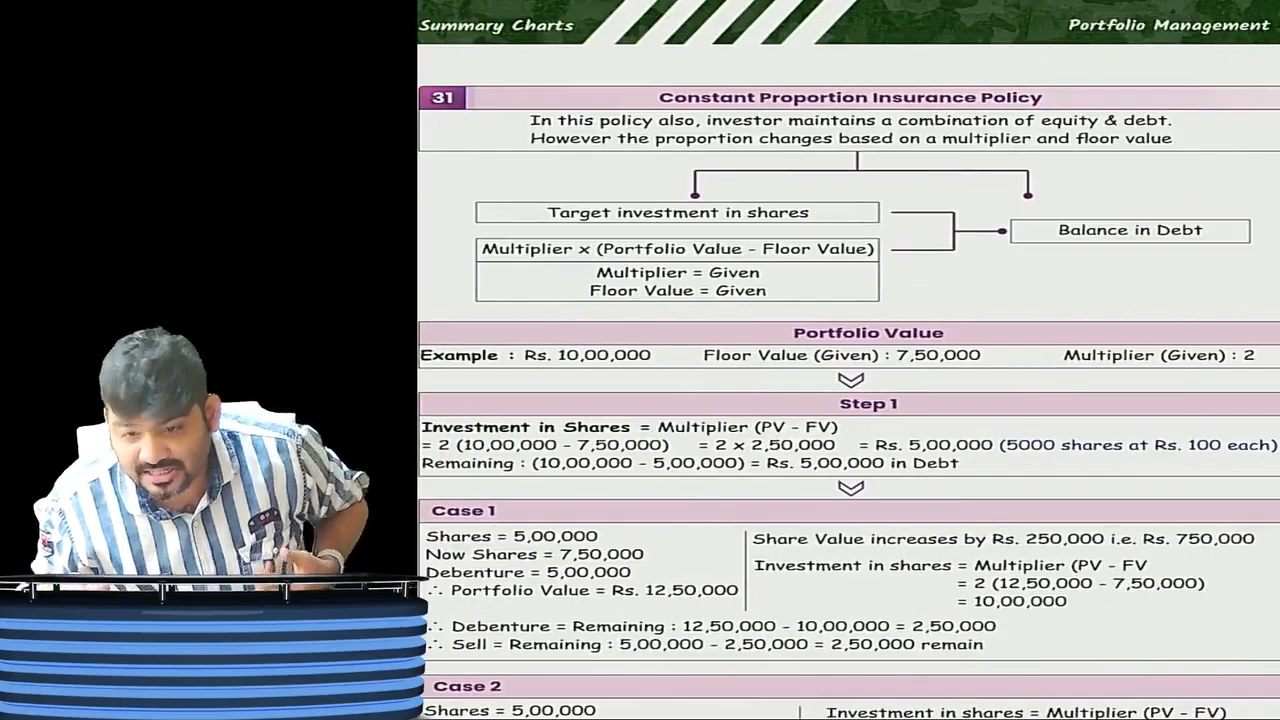 Summary Charts
Portfolio Management
31
Constant Proportion Insurance Policy
In this policy also, investor maintains a combination of equity & debt.
However the proportion changes based on a multiplier and floor value
Target investment in shares
Balance in Debt
Multiplier x (Portfolio Value - Floor Value)
Multiplier = Given
Floor Value = Given
Portfolio Value
Example : Rs. 10,00,000 Floor Value (Given) : 7,50,000 Multiplier (Given) : 2
Step 1
Investment in Shares = Multiplier (PV - FV)
= 2 (10,00,000 - 7,50,000) = 2 x 2,50,000 = Rs. 5,00,000 (5000 shares at Rs. 100 each)
Remaining : (10,00,000 - 5,00,000) = Rs. 5,00,000 in Debt
Case 1
Shares = 5,00,000
Now Shares = 7,50,000
Debenture = 5,00,000
∴ Portfolio Value = Rs. 12,50,000
Share Value increases by Rs. 250,000 i.e. Rs. 750,000
Investment in shares = Multiplier (PV - FV
= 2 (12,50,000 - 7,50,000)
= 10,00,000
∴ Debenture = Remaining : 12,50,000 - 10,00,000 = 2,50,000
∴ Sell = Remaining : 5,00,000 - 2,50,000 = 2,50,000 remain
Case 2
Shares = 5,00,000
Investment in shares = Multiplier (PV - FV)